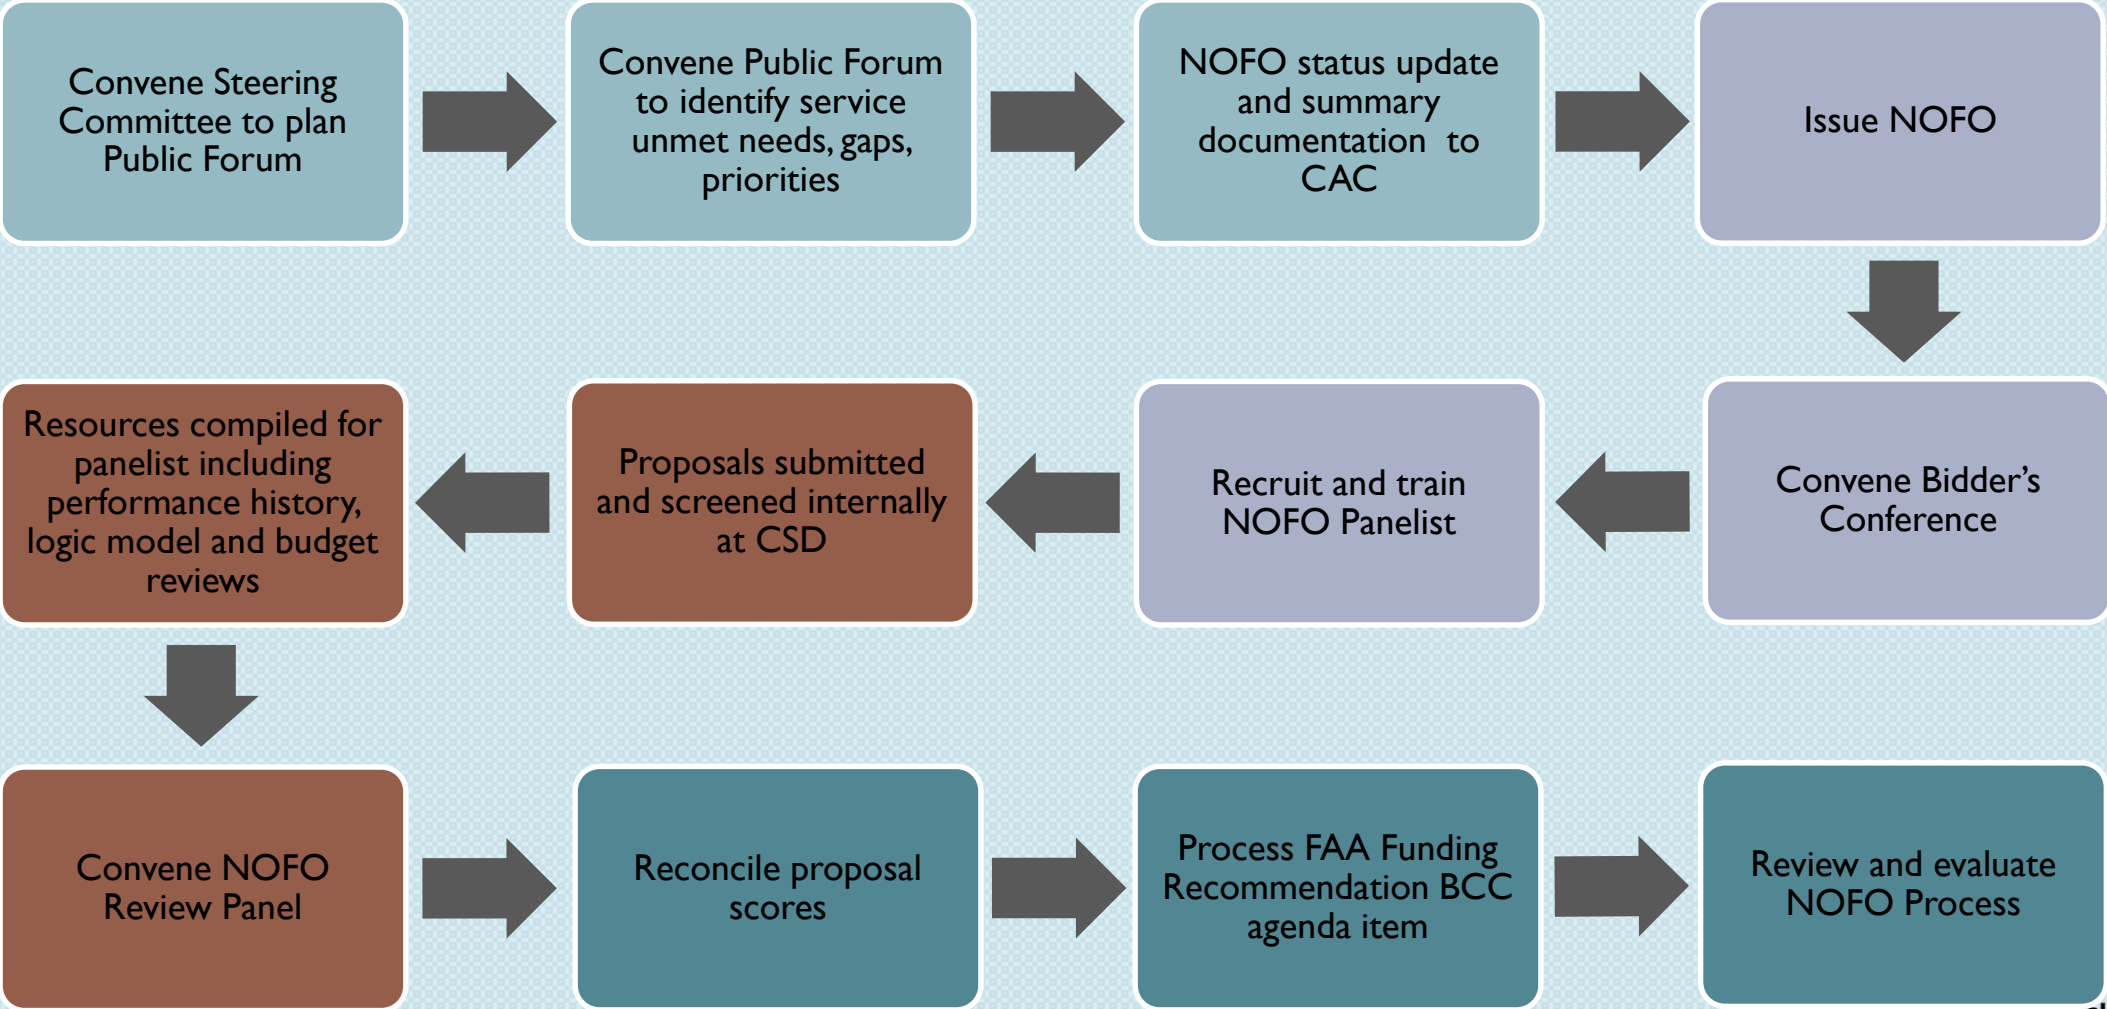 Convene Steering
Committee to plan
Public Forum
Convene Public Forum
to identify service
unmet needs, gaps,
priorities
NOFO status update
and summary
documentation to
CAC
Issue NOFO
Convene Bidder’s
Conference
Recruit and train
NOFO Panelist
Proposals submitted
and screened internally
at CSD
Resources compiled for
panelist including
performance history,
logic model and budget
reviews
Convene NOFO
Review Panel
Reconcile proposal
scores
Process FAA Funding
Recommendation BCC
agenda item
Review and evaluate
NOFO Process